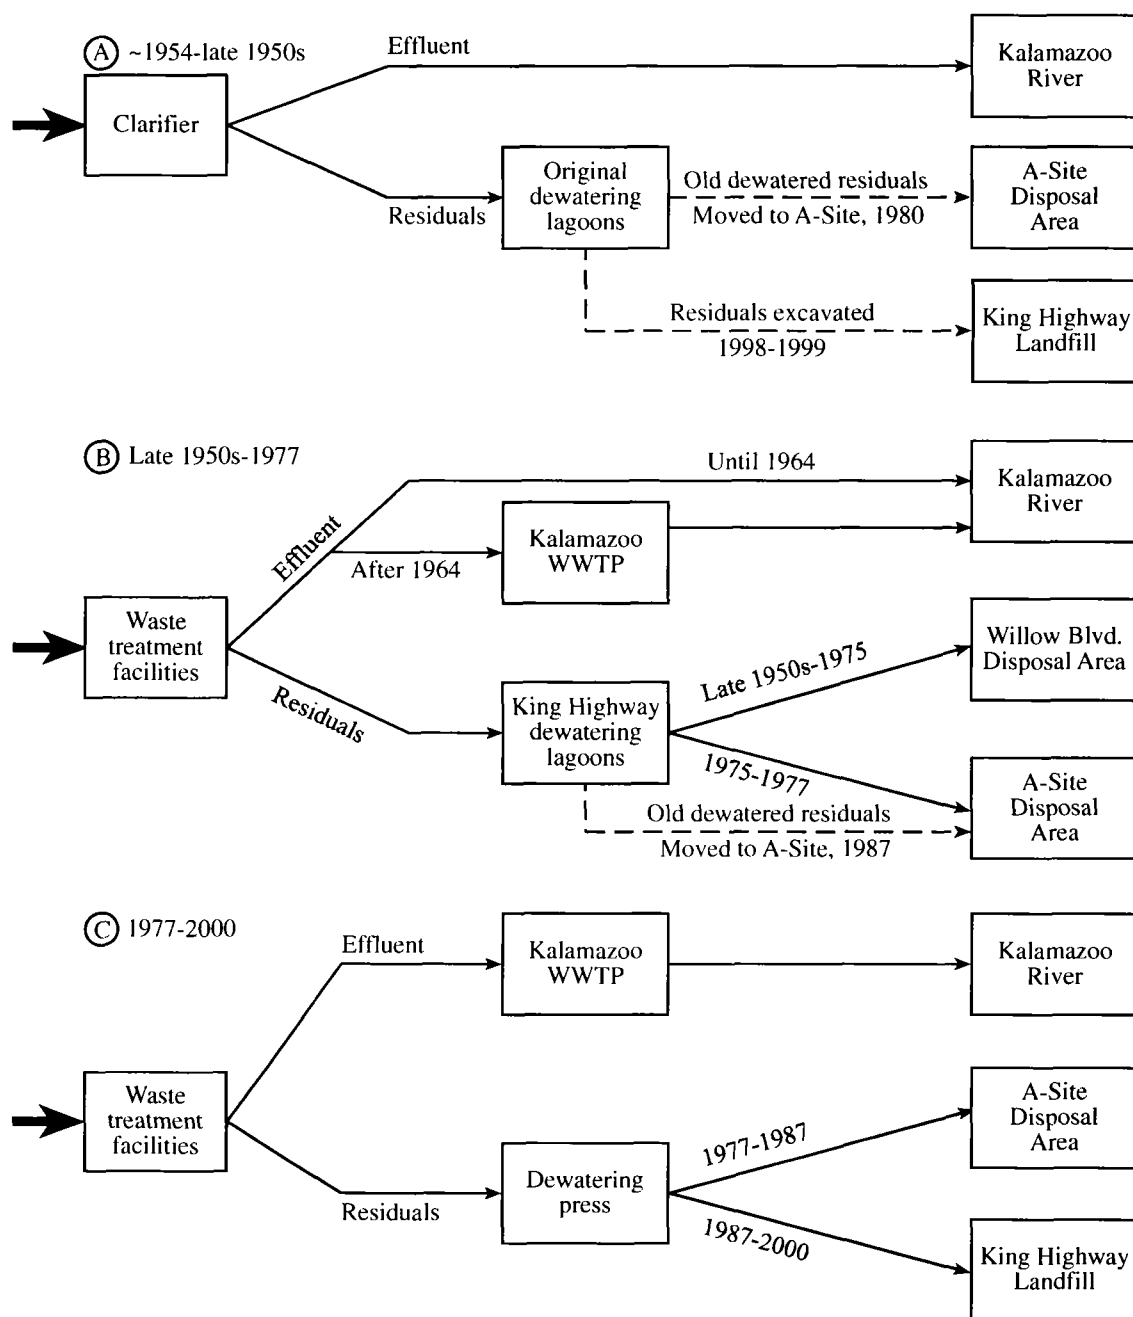 A ~1954-late 1950s
Effluent
Kalamazoo
River
Clarifier
Residuals
Original
dewatering
lagoons
Old dewatered residuals
Moved to A-Site, 1980
A-Site
Disposal
Area
Residuals excavated
1998-1999
King Highway
Landfill
B Late 1950s-1977
Until 1964
Kalamazoo
River
Effluent
After 1964
Kalamazoo
WWTP
Waste
treatment
facilities
Residuals
King Highway
dewatering
lagoons
Late 1950s-1975
Willow Blvd.
Disposal Area
1975-1977
Old dewatered residuals
Moved to A-Site, 1987
A-Site
Disposal
Area
C 1977-2000
Effluent
Kalamazoo
WWTP
Kalamazoo
River
Waste
treatment
facilities
Residuals
Dewatering
press
1977-1987
A-Site
Disposal
Area
1987-2000
King Highway
Landfill